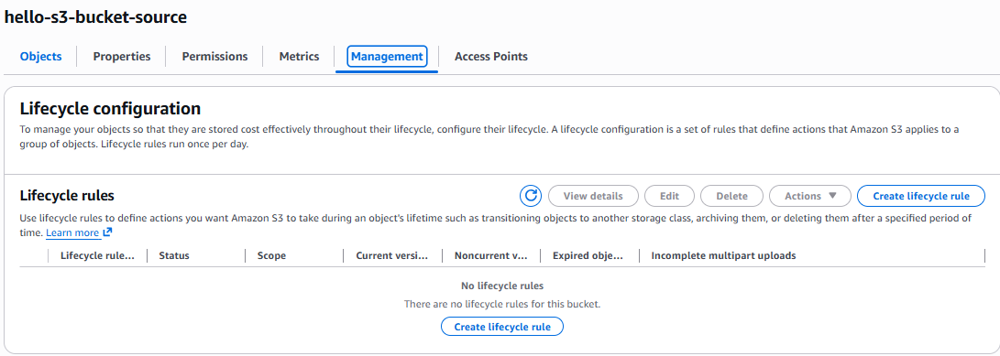 hello-s3-bucket-source
Objects Properties Permissions Metrics Management Access Points
Lifecycle configuration
To manage your objects so that they are stored cost effectively throughout their lifecycle, configure their lifecycle. A lifecycle configuration is a set of rules that define actions that Amazon S3 applies to a
group of objects. Lifecycle rules run once per day.
Lifecycle rules View details Edit Delete Actions Create lifecycle rule
Use lifecycle rules to define actions you want Amazon S3 to take during an object's lifetime such as transitioning objects to another storage class, archiving them, or deleting them after a specified period of
time. Learn more
Lifecycle rule... Status Scope Current versi... Noncurrent v... Expired obje... Incomplete multipart uploads
No lifecycle rules
There are no lifecycle rules for this bucket.
Create lifecycle rule